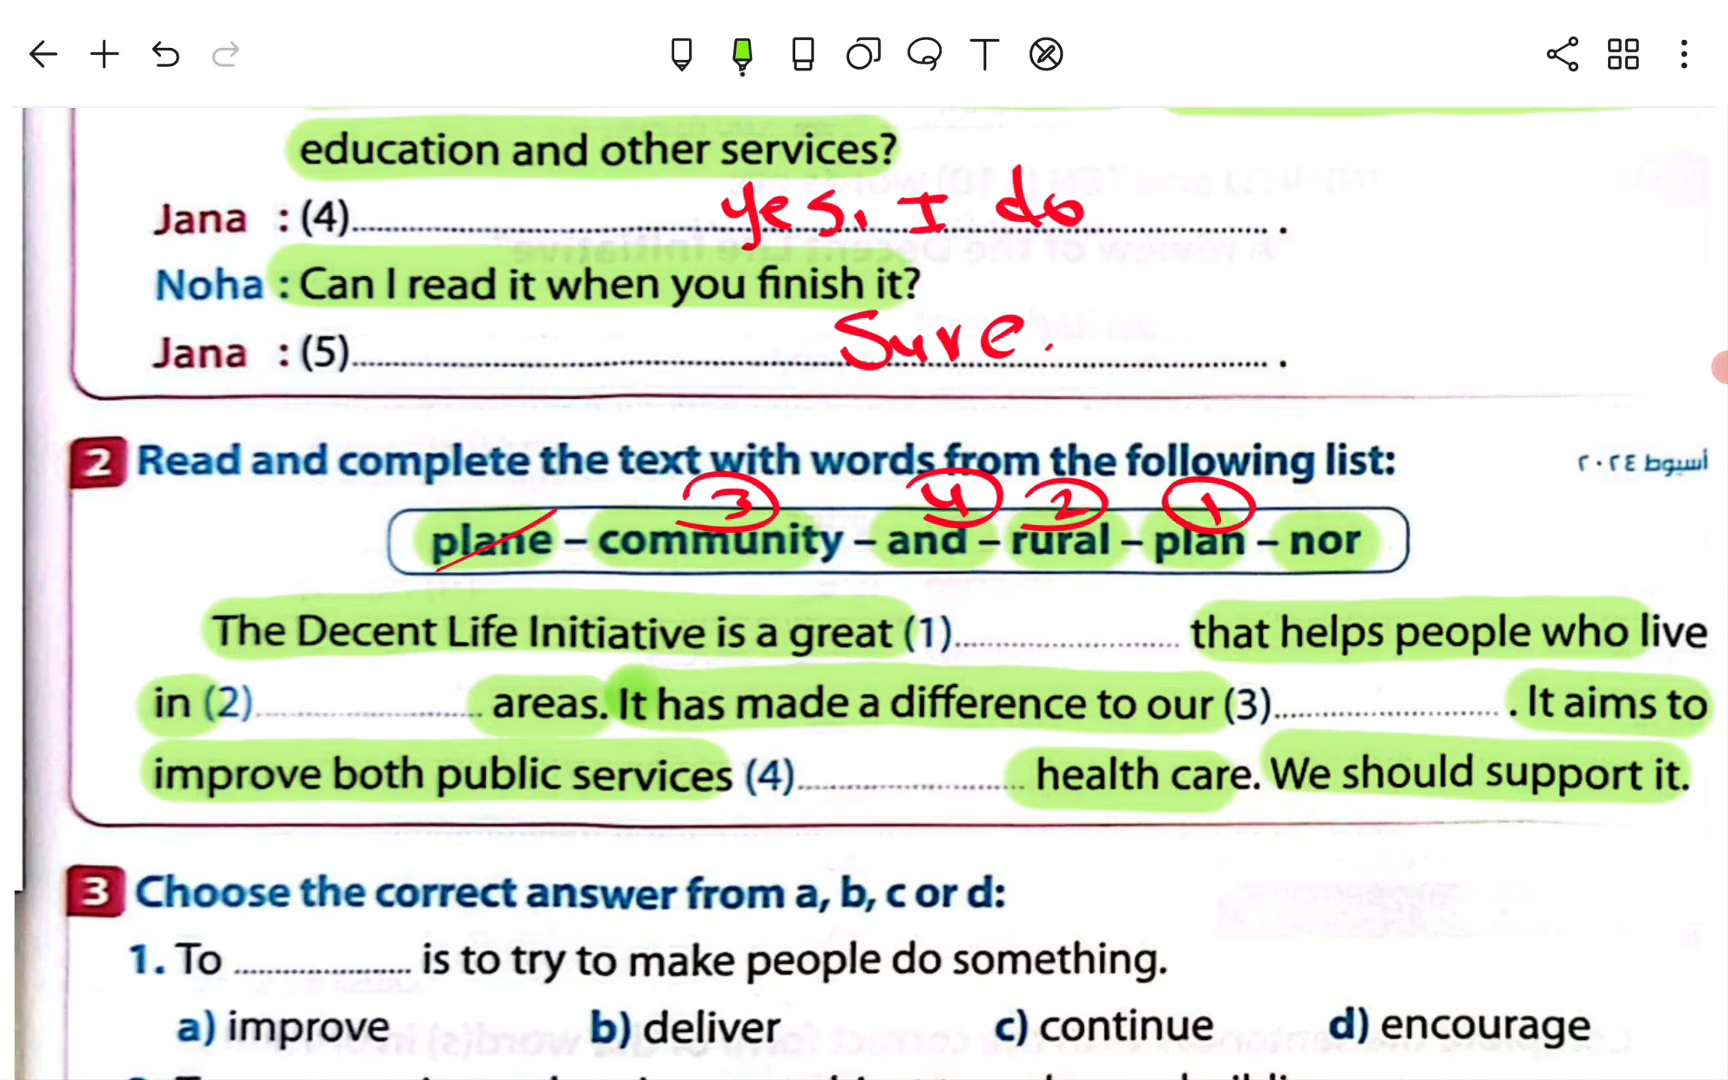 education and other services?
Jana : (4) Yes, I do .
Noha : Can I read it when you finish it?
Jana : (5) Sure. .
2 Read and complete the text with words from the following list: أسيوط ٢٠٢٤
3 4 2 1
plane – community – and – rural – plan – nor
The Decent Life Initiative is a great (1) that helps people who live
in (2) areas. It has made a difference to our (3) . It aims to
improve both public services (4) health care. We should support it.
3 Choose the correct answer from a, b, c or d:
1. To is to try to make people do something.
a) improve b) deliver c) continue d) encourage